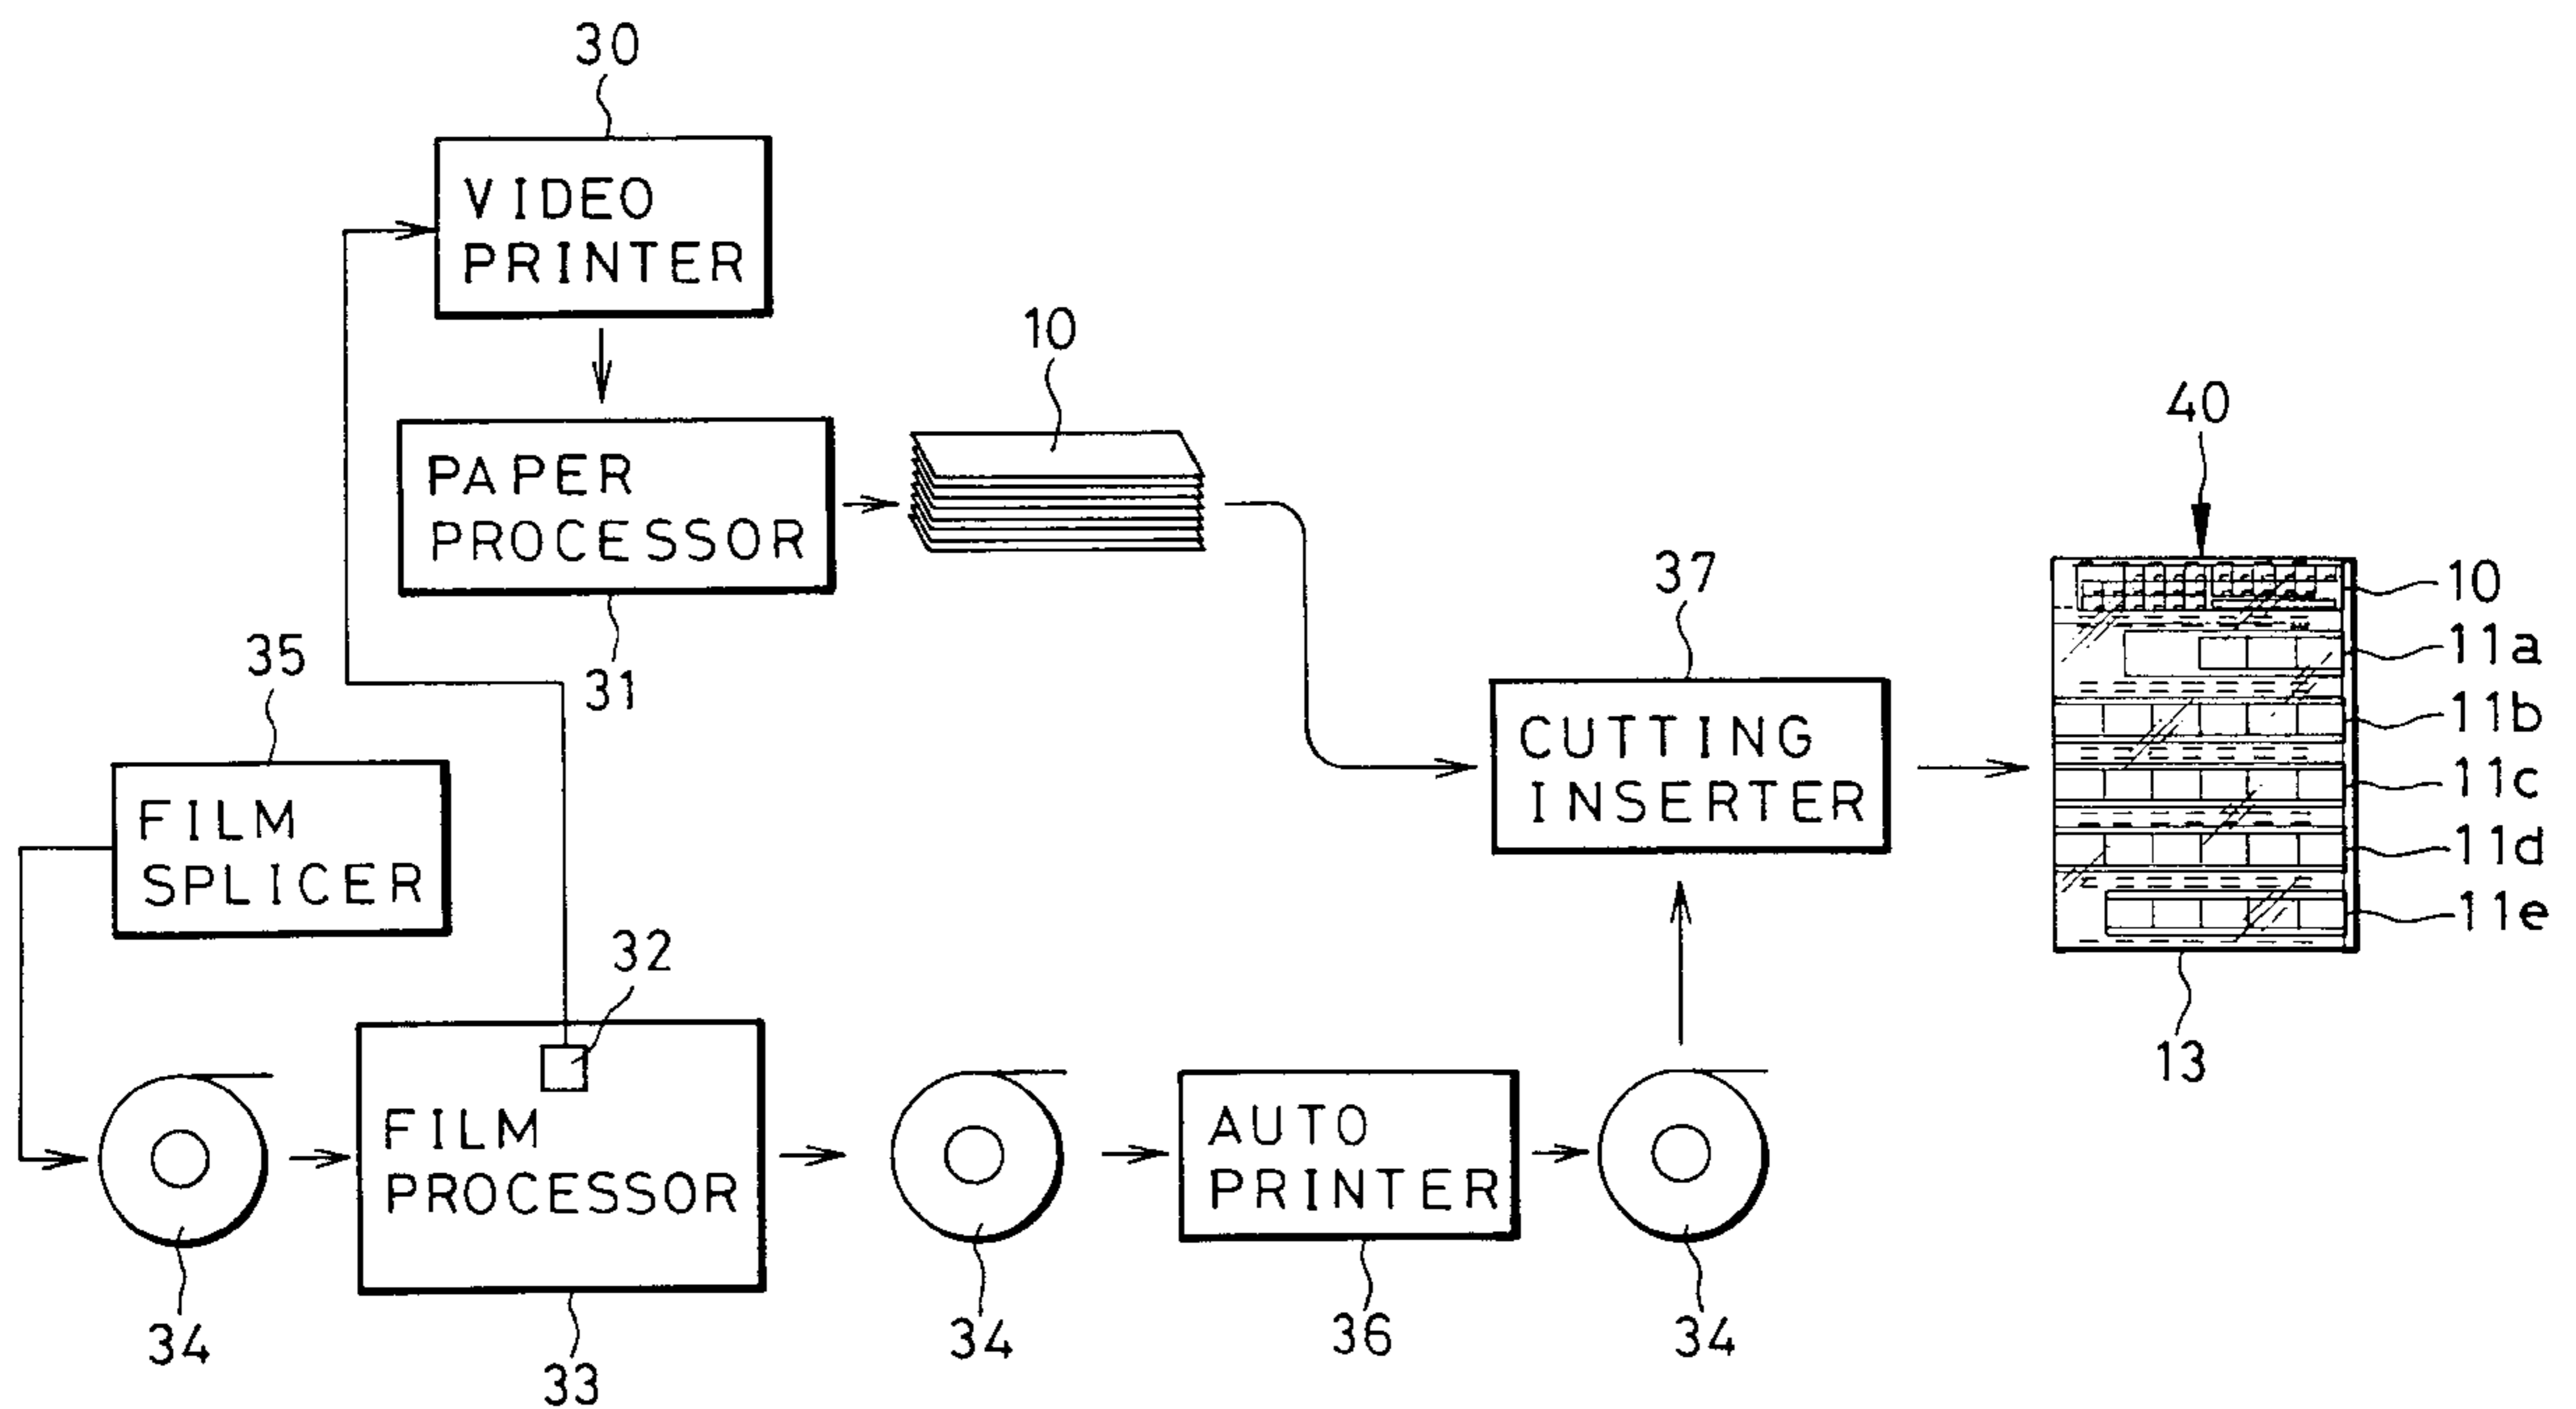 30
VIDEO
PRINTER
10
PAPER
PROCESSOR
31
40
37
10
11a
11b
11c
11d
11e
13
CUTTING
INSERTER
35
FILM
SPLICER
32
FILM
PROCESSOR
33
34
34
AUTO
PRINTER
36
34